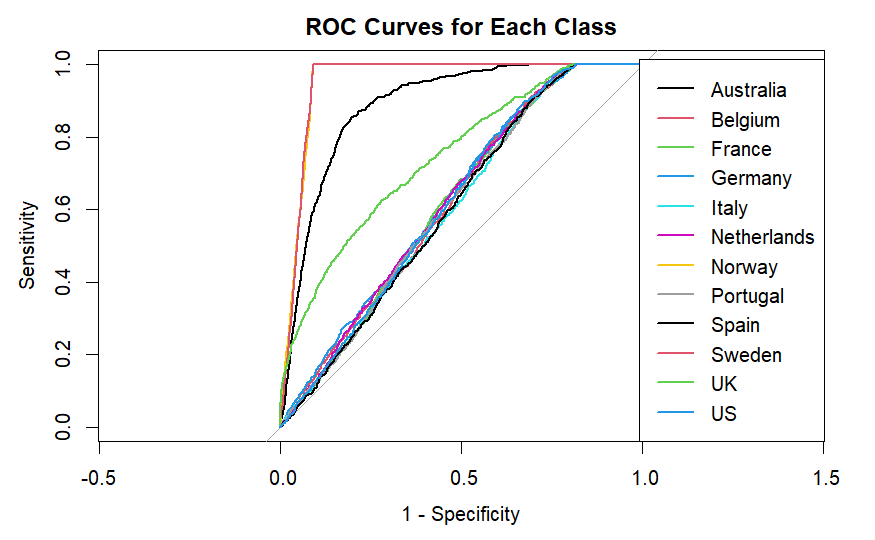 ROC Curves for Each Class
Sensitivity
1.0
0.8
0.6
0.4
0.2
0.0
Australia
Belgium
France
Germany
Italy
Netherlands
Norway
Portugal
Spain
Sweden
UK
US
-0.5 0.0 0.5 1.0 1.5
1 - Specificity